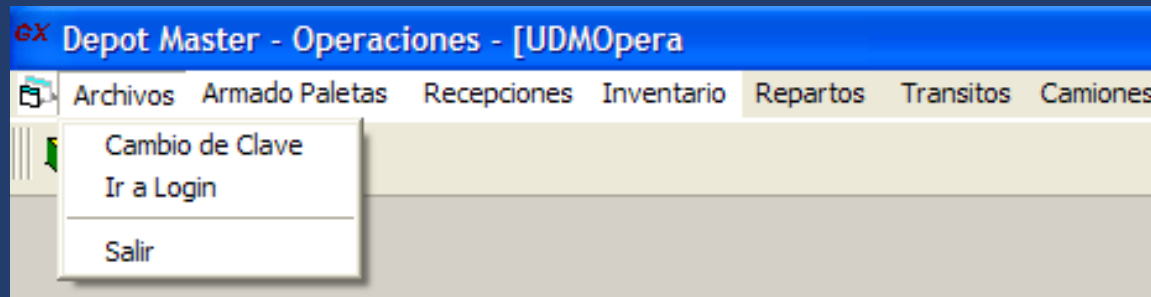 GX Depot Master - Operaciones - [UDMOpera
Archivos Armado Paletas Recepciones Inventario Repartos Transitos Camiones
Cambio de Clave
Ir a Login
Salir